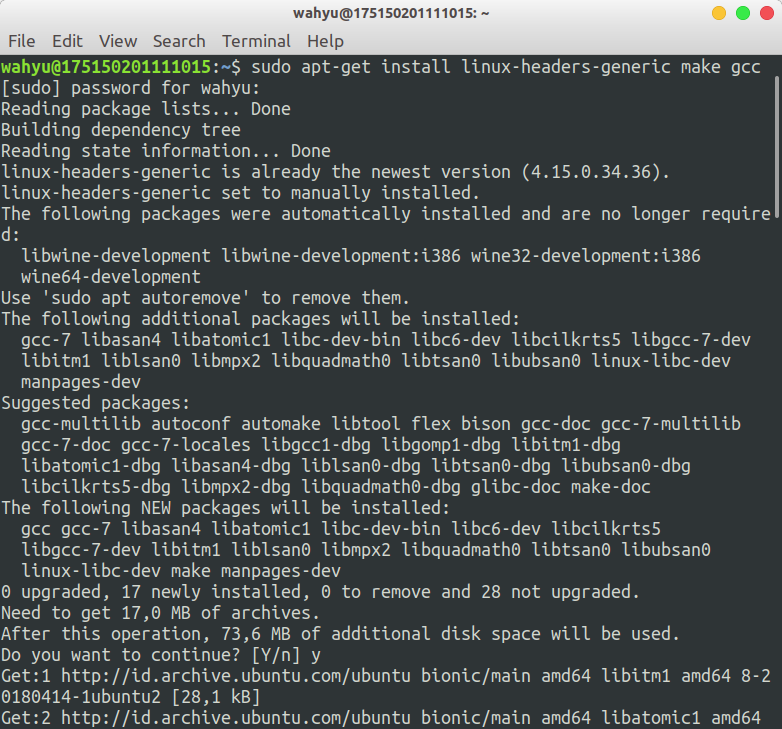 wahyu@175150201111015: ~
File Edit View Search Terminal Help
wahyu@175150201111015:~$ sudo apt-get install linux-headers-generic make gcc
[sudo] password for wahyu:
Reading package lists... Done
Building dependency tree
Reading state information... Done
linux-headers-generic is already the newest version (4.15.0.34.36).
linux-headers-generic set to manually installed.
The following packages were automatically installed and are no longer require
d:
  libwine-development libwine-development:i386 wine32-development:i386
  wine64-development
Use 'sudo apt autoremove' to remove them.
The following additional packages will be installed:
  gcc-7 libasan4 libatomic1 libc-dev-bin libc6-dev libcilkrts5 libgcc-7-dev
  libitm1 liblsan0 libmpx2 libquadmath0 libtsan0 libubsan0 linux-libc-dev
  manpages-dev
Suggested packages:
  gcc-multilib autoconf automake libtool flex bison gcc-doc gcc-7-multilib
  gcc-7-doc gcc-7-locales libgcc1-dbg libgomp1-dbg libitm1-dbg
  libatomic1-dbg libasan4-dbg liblsan0-dbg libtsan0-dbg libubsan0-dbg
  libcilkrts5-dbg libmpx2-dbg libquadmath0-dbg glibc-doc make-doc
The following NEW packages will be installed:
  gcc gcc-7 libasan4 libatomic1 libc-dev-bin libc6-dev libcilkrts5
  libgcc-7-dev libitm1 liblsan0 libmpx2 libquadmath0 libtsan0 libubsan0
  linux-libc-dev make manpages-dev
0 upgraded, 17 newly installed, 0 to remove and 28 not upgraded.
Need to get 17,0 MB of archives.
After this operation, 73,6 MB of additional disk space will be used.
Do you want to continue? [Y/n] y
Get:1 http://id.archive.ubuntu.com/ubuntu bionic/main amd64 libitm1 amd64 8-2
0180414-1ubuntu2 [28,1 kB]
Get:2 http://id.archive.ubuntu.com/ubuntu bionic/main amd64 libatomic1 amd64